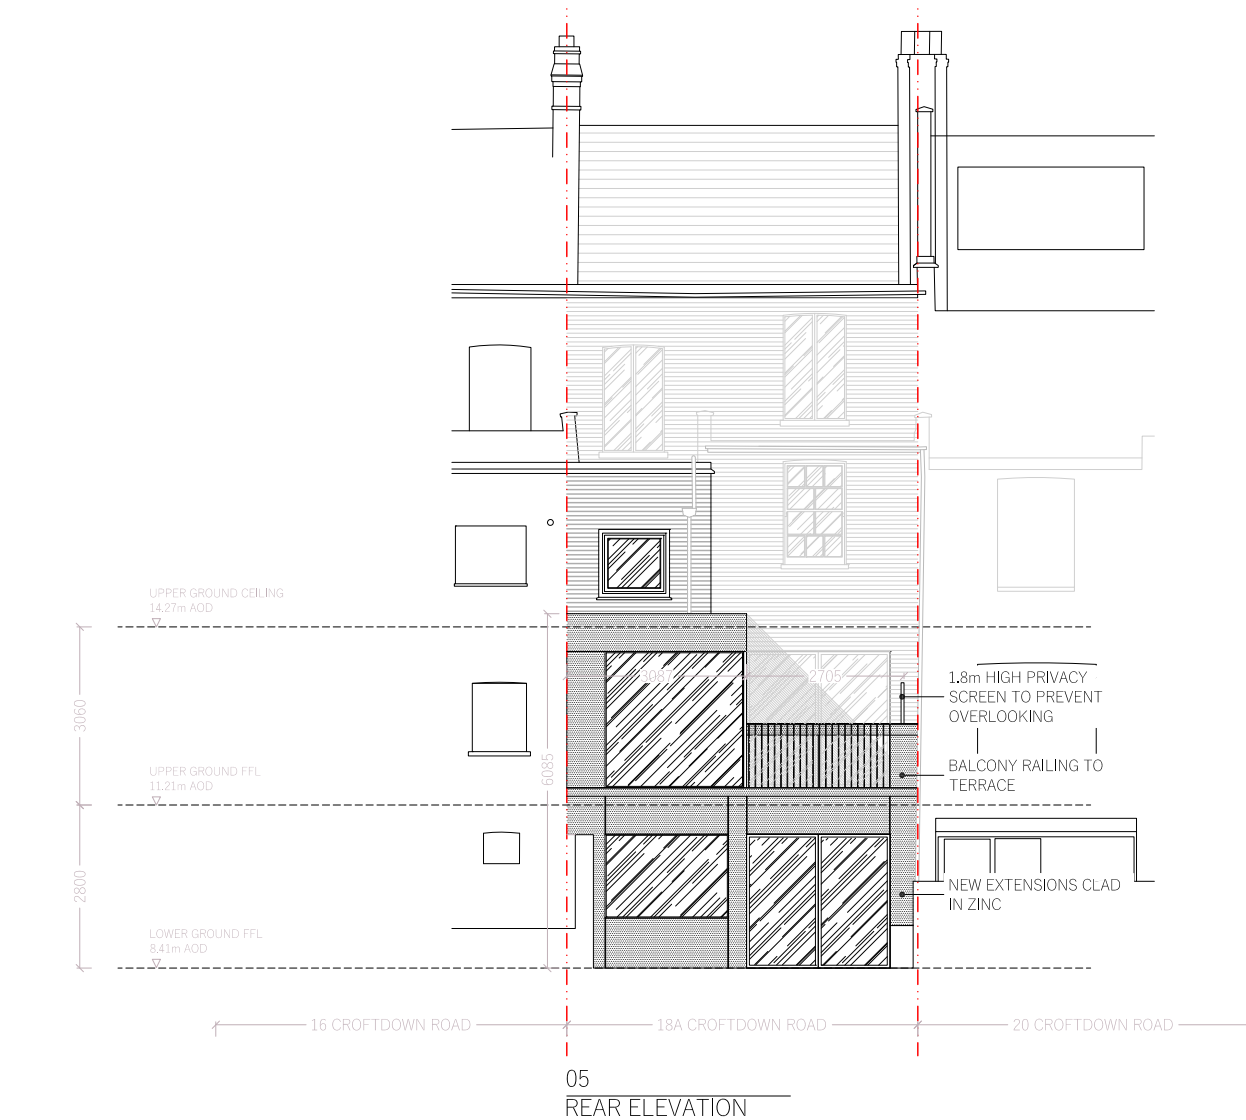 UPPER GROUND CEILING
14.27m AOD
3087
2705
1.8m HIGH PRIVACY
SCREEN TO PREVENT
OVERLOOKING
3060
6085
UPPER GROUND FFL
11.21m AOD
BALCONY RAILING TO
TERRACE
2800
NEW EXTENSIONS CLAD
IN ZINC
LOWER GROUND FFL
8.41m AOD
16 CROFTDOWN ROAD
18A CROFTDOWN ROAD
20 CROFTDOWN ROAD
05
REAR ELEVATION